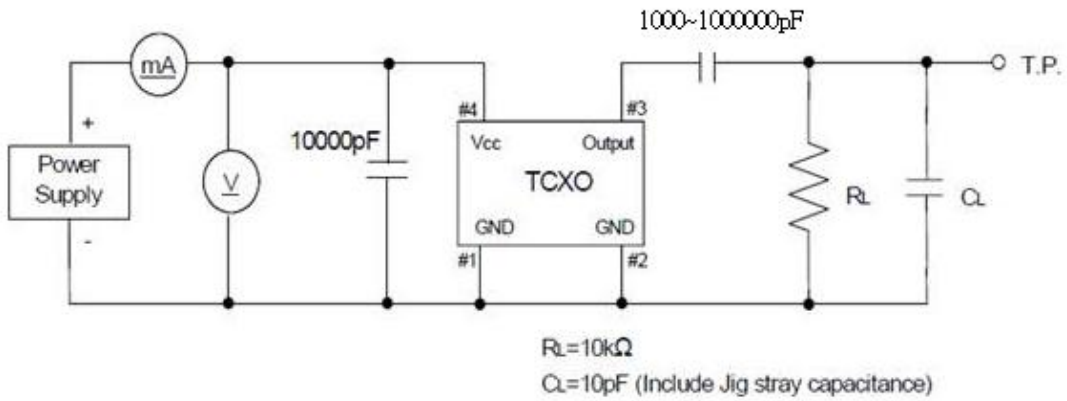 1000~1000000pF
mA
T.P.
#4
#3
+
10000pF
Vcc
Output
Power
Supply
V
TCXO
RL
CL
GND
GND
-
#1
#2
RL=10kΩ
CL=10pF (Include Jig stray capacitance)